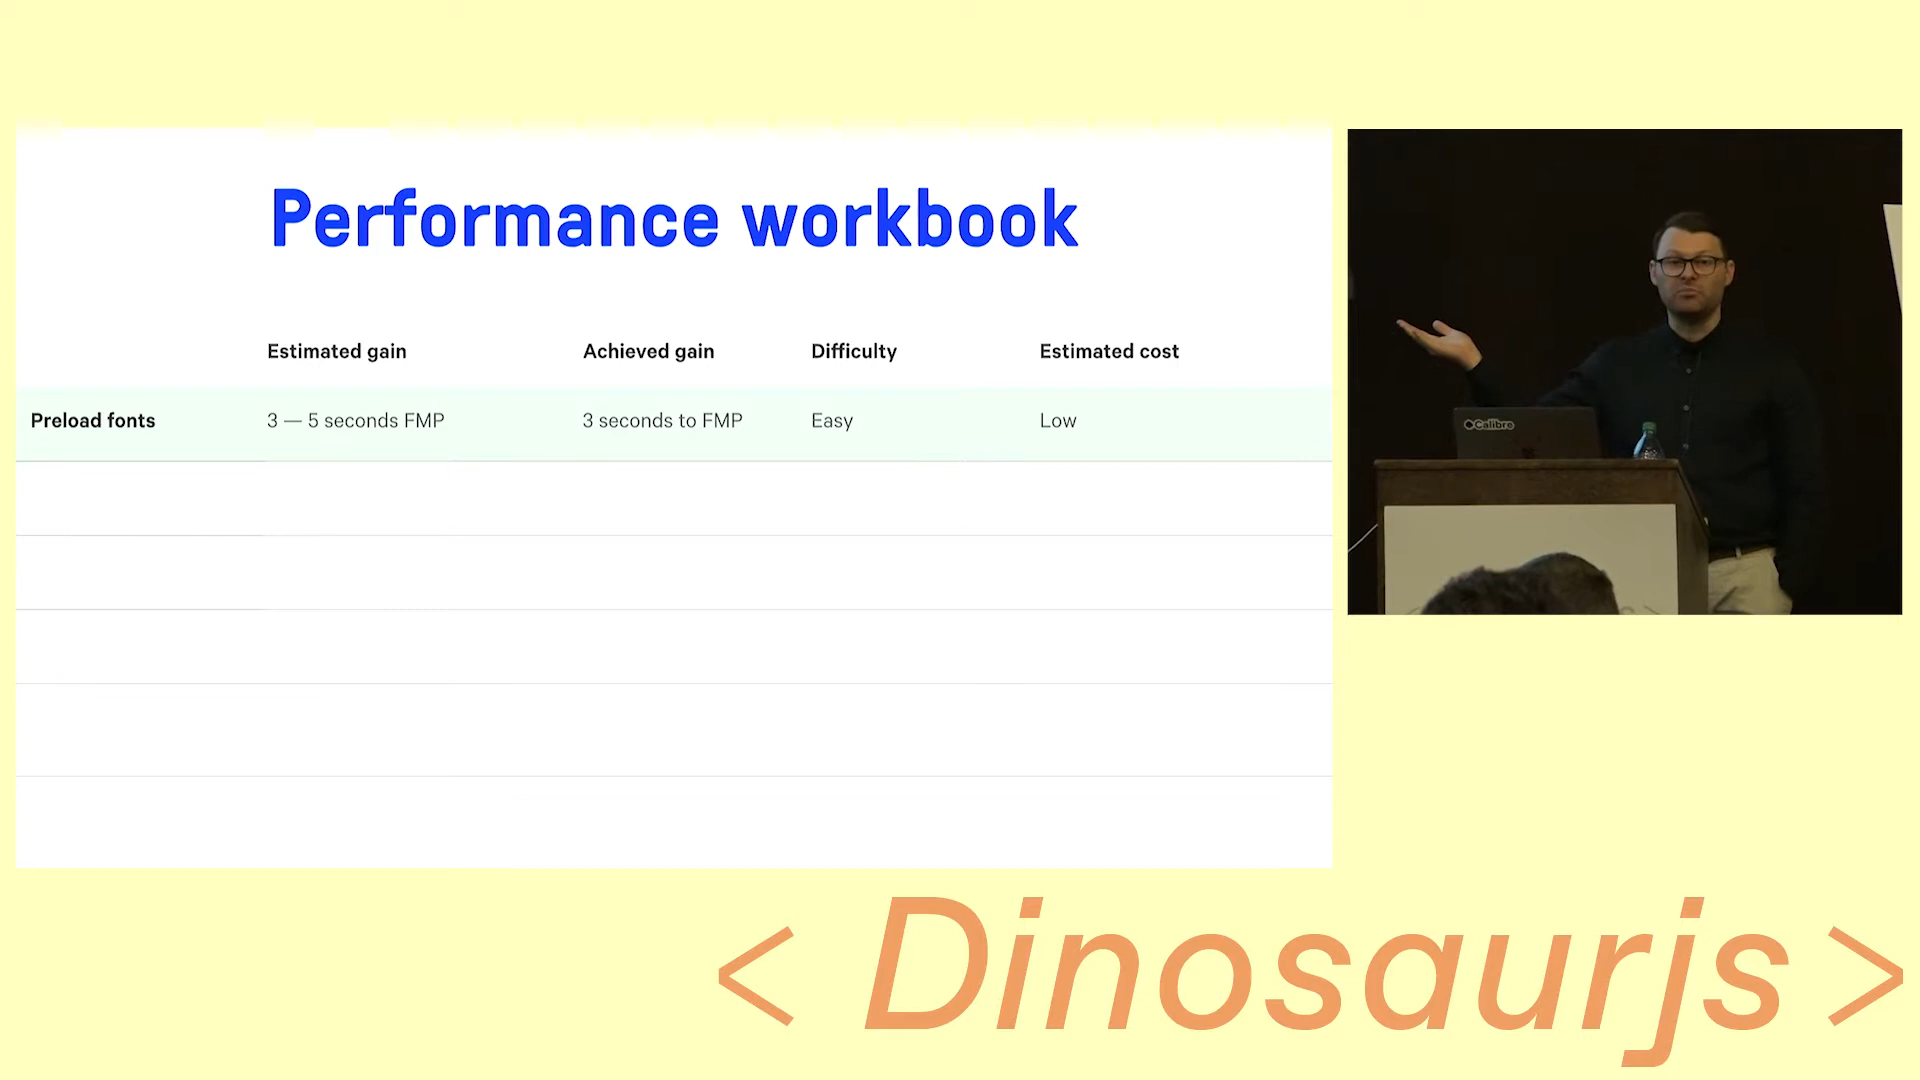 Performance workbook
Estimated gain Achieved gain Difficulty Estimated cost
Preload fonts 3 — 5 seconds FMP 3 seconds to FMP Easy Low
Calibre
< Dinosaurjs >